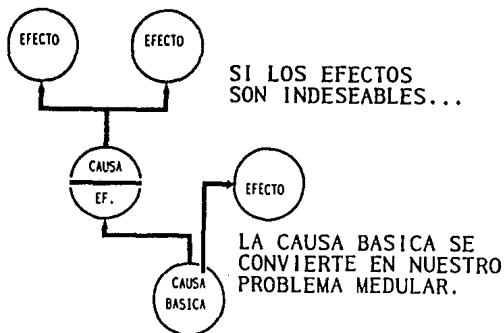 EFECTO
EFECTO
SI LOS EFECTOS
SON INDESEABLES...
CAUSA
EF.
EFECTO
LA CAUSA BASICA SE
CONVIERTE EN NUESTRO
PROBLEMA MEDULAR.
CAUSA
BASICA